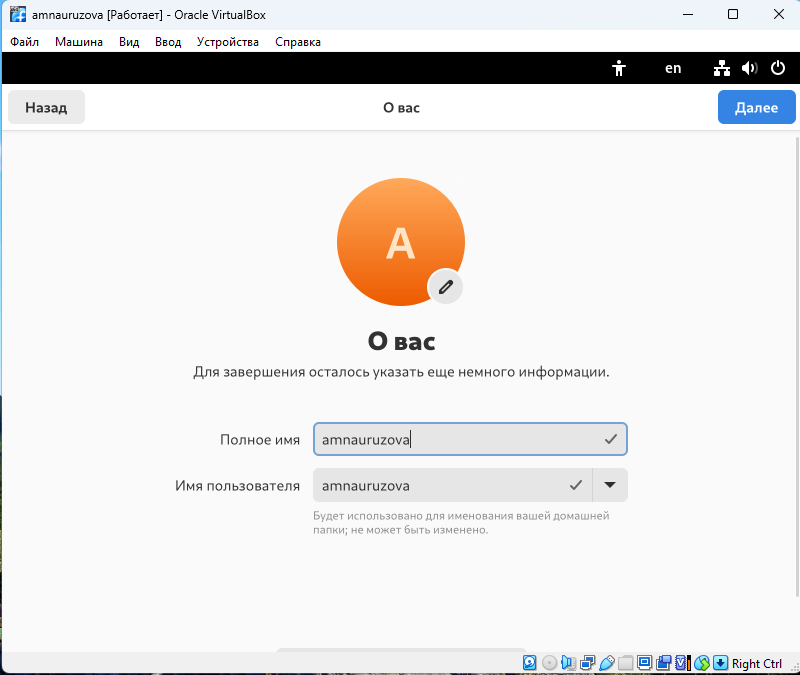 amnauruzova [Работает] - Oracle VirtualBox
Файл Машина Вид Ввод Устройства Справка
en
Назад О вас Далее
A
О вас
Для завершения осталось указать еще немного информации.
Полное имя amnauruzova
Имя пользователя amnauruzova
Будет использовано для именования вашей домашней
папки; не может быть изменено.
Right Ctrl